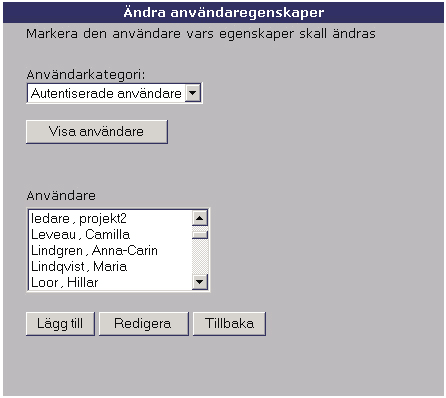 Ändra användaregenskaper
Markera den användare vars egenskaper skall ändras
Användarkategori:
Autentiserade användare
Visa användare
Användare
ledare, projekt2
Leveau, Camilla
Lindgren, Anna-Carin
Lindqvist, Maria
Loor, Hillar
Lägg till Redigera Tillbaka